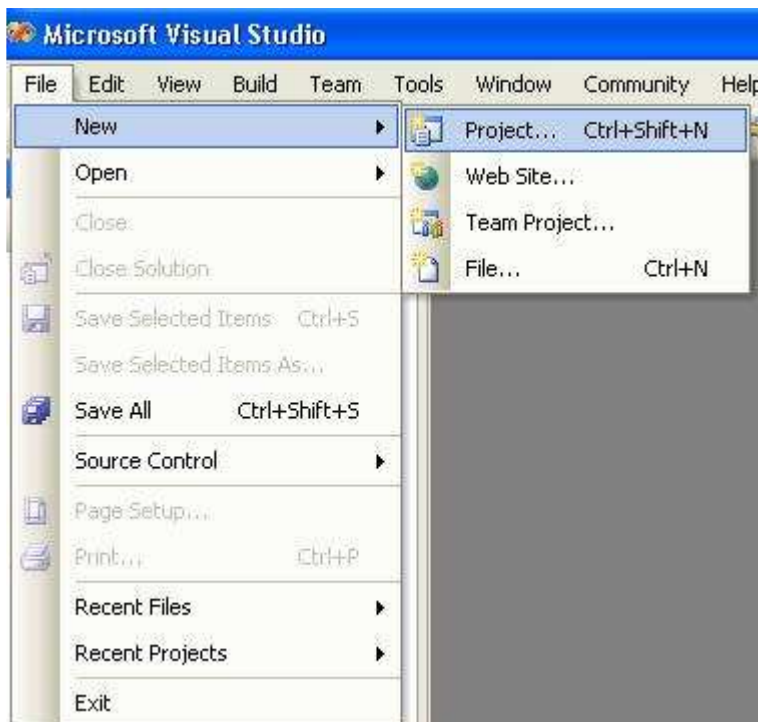 Microsoft Visual Studio
File Edit View Build Team Tools Window Community Help
New
Project... Ctrl+Shift+N
Open
Web Site...
Close
Team Project...
Close Solution
File... Ctrl+N
Save Selected Items Ctrl+S
Save Selected Items As...
Save All Ctrl+Shift+S
Source Control
Page Setup...
Print... Ctrl+P
Recent Files
Recent Projects
Exit